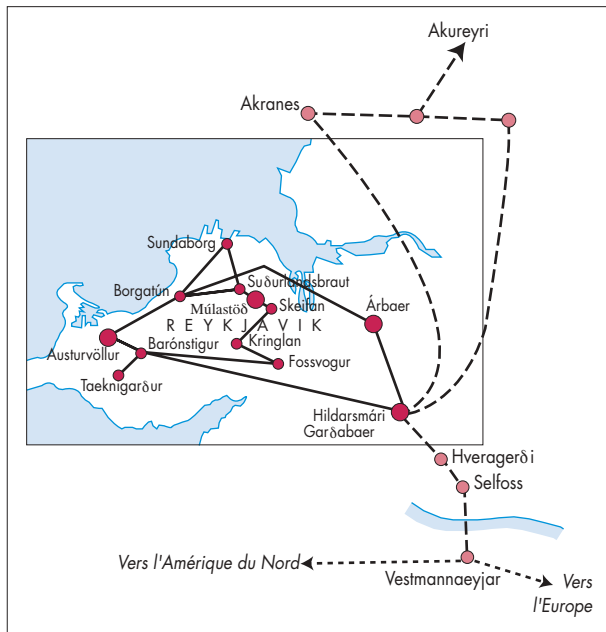 Akureyri
Akranes
Sundaborg
Borgatún
Suðurlandsbraut
Múlastöð
Skeifan
REYKJAVIK
Árbaer
Austurvöllur
Barónstigur
Kringlan
Fossvogur
Taeknigarður
Hildarsmári
Garðabaer
Hveragerði
Selfoss
Vers l'Amérique du Nord
Vestmannaeyjar
Vers
l'Europe